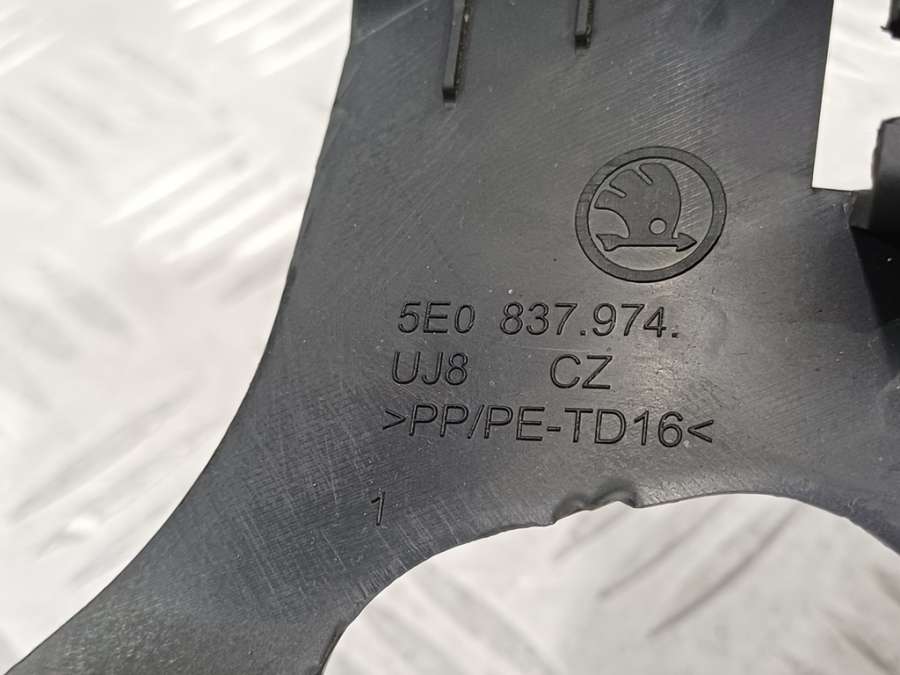 5E0 837.974.
UJ8 CZ
>PP/PE-TD16<
1